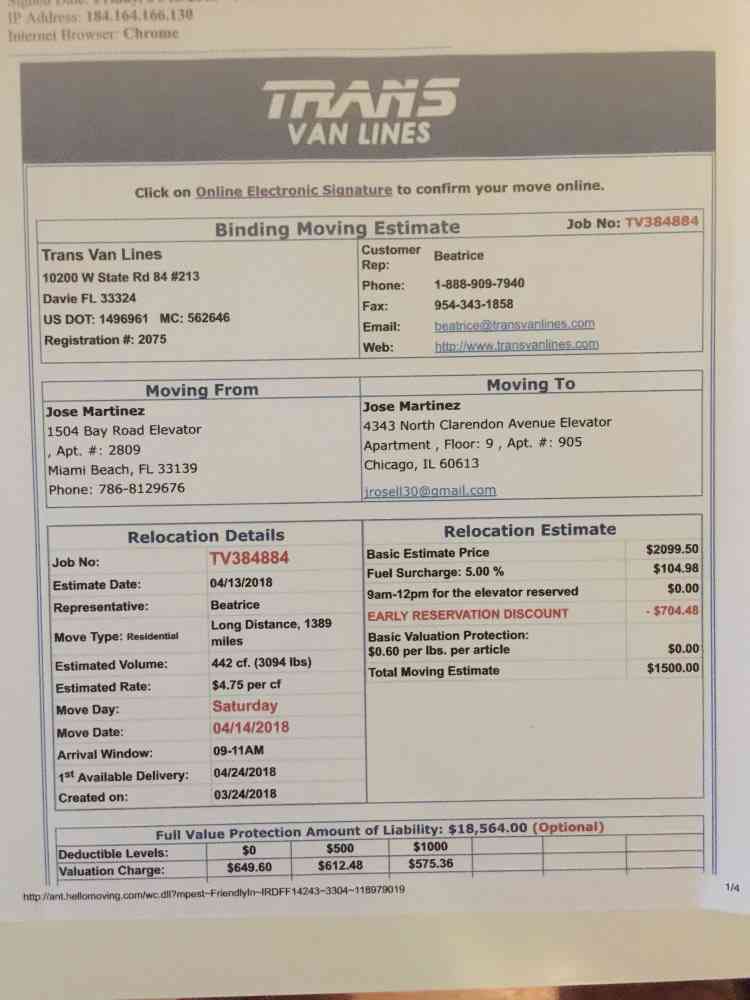 IP Address: 184.164.166.130
Internet Browser: Chrome
TRANS
VAN LINES
Click on Online Electronic Signature to confirm your move online.
Binding Moving Estimate
Job No: TV384884
Trans Van Lines
10200 W State Rd 84 #213
Davie FL 33324
US DOT: 1496961 MC: 562646
Registration #: 2075
Customer Rep: Beatrice
Phone: 1-888-909-7940
Fax: 954-343-1858
Email: beatrice@transvanlines.com
Web: http://www.transvanlines.com
Moving From
Jose Martinez
1504 Bay Road Elevator
, Apt. #: 2809
Miami Beach, FL 33139
Phone: 786-8129676
Moving To
Jose Martinez
4343 North Clarendon Avenue Elevator
Apartment , Floor: 9 , Apt. #: 905
Chicago, IL 60613
jrosell30@gmail.com
Relocation Details
Job No: TV384884
Estimate Date: 04/13/2018
Representative: Beatrice
Move Type: Residential Long Distance, 1389
miles
Estimated Volume: 442 cf. (3094 lbs)
Estimated Rate: $4.75 per cf
Move Day: Saturday
Move Date: 04/14/2018
Arrival Window: 09-11AM
1st Available Delivery: 04/24/2018
Created on: 03/24/2018
Relocation Estimate
Basic Estimate Price $2099.50
Fuel Surcharge: 5.00 % $104.98
9am-12pm for the elevator reserved $0.00
EARLY RESERVATION DISCOUNT - $704.48
Basic Valuation Protection:
$0.60 per lbs. per article $0.00
Total Moving Estimate $1500.00
Full Value Protection Amount of Liability: $18,564.00 (Optional)
Deductible Levels: $0 $500 $1000
Valuation Charge: $649.60 $612.48 $575.36
http://ant.hellomoving.com/wc.dll?mpest~FriendlyIn~IRDFF14243~3304~118979019
1/4